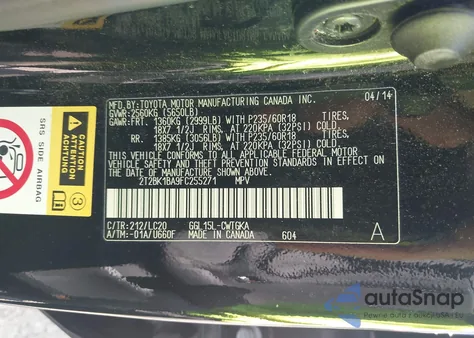 MFD.BY:TOYOTA MOTOR MANUFACTURING CANADA INC. 04/14
GVWR:2560KG (5650LB)
GAWR:FRT. 1360KG (2999LB) WITH P235/60R18 TIRES,
18X7 1/2J RIMS, AT 220KPA (32PSI) COLD
RR. 1385KG (3056LB) WITH P235/60R18 TIRES,
18X7 1/2J RIMS, AT 220KPA (32PSI) COLD
THIS VEHICLE CONFORMS TO ALL APPLICABLE FEDERAL MOTOR
VEHICLE SAFETY AND THEFT PREVENTION STANDARDS IN EFFECT ON
THE DATE OF MANUFACTURE SHOWN ABOVE.
2T2BK1BA9FC255271 MPV
C/TR:212/LC20 GGL15L-CWTGKA
A/TM:-D1A/U660F MADE IN CANADA 604
A
SRS SIDE AIRBAG
ACHTUNG
autoSnap